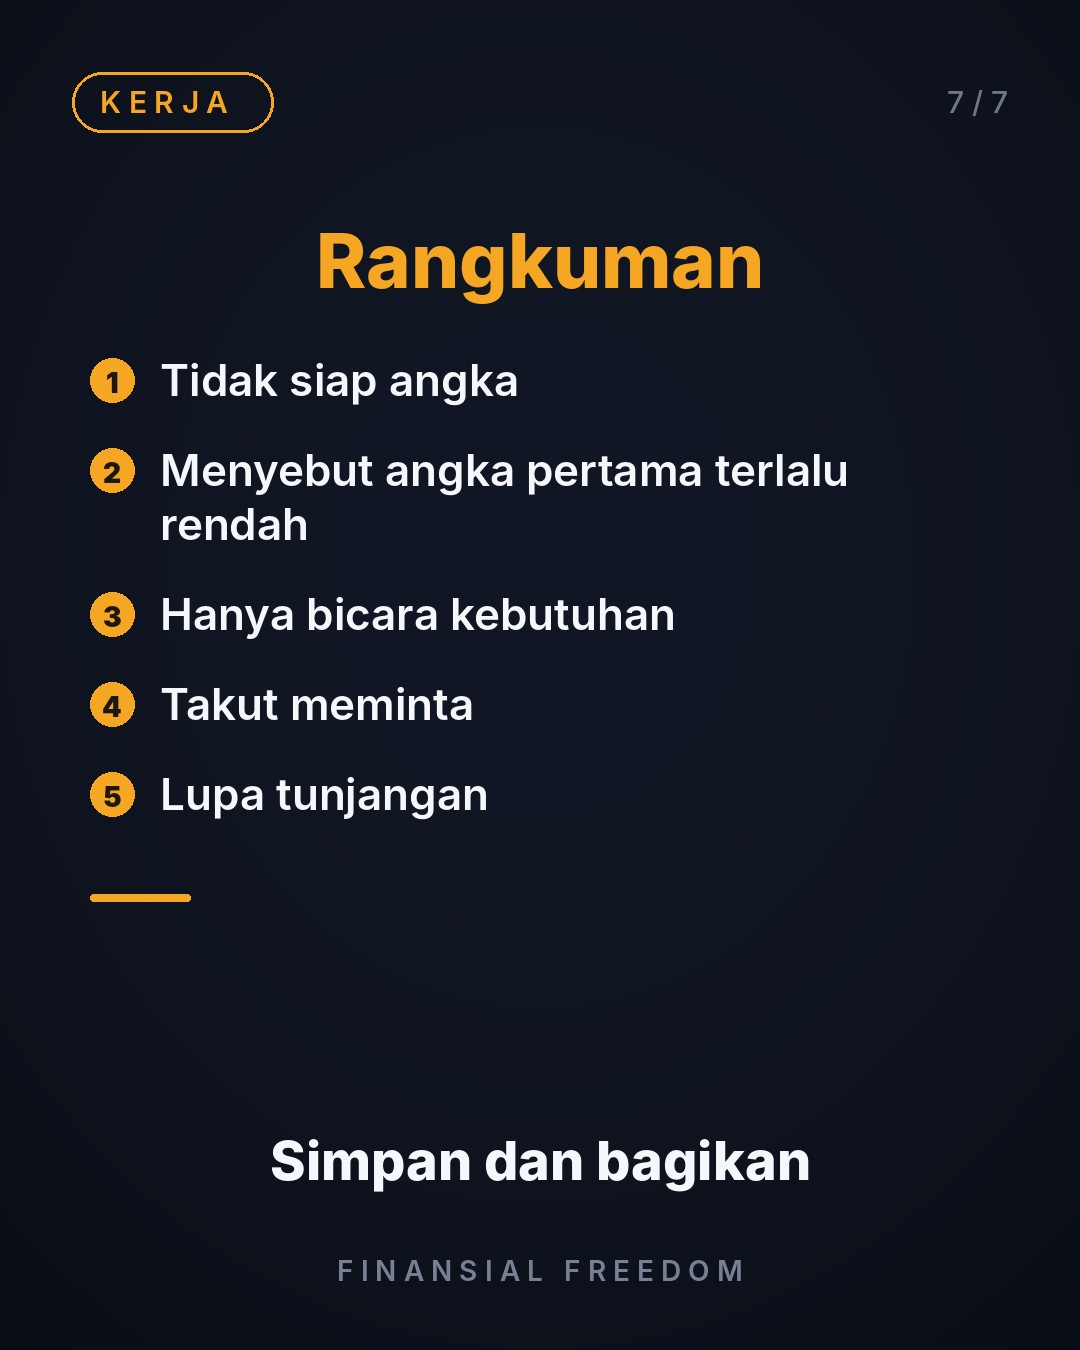 KERJA
7/7
Rangkuman
1 Tidak siap angka
2 Menyebut angka pertama terlalu
rendah
3 Hanya bicara kebutuhan
4 Takut meminta
5 Lupa tunjangan
Simpan dan bagikan
FINANSIAL FREEDOM